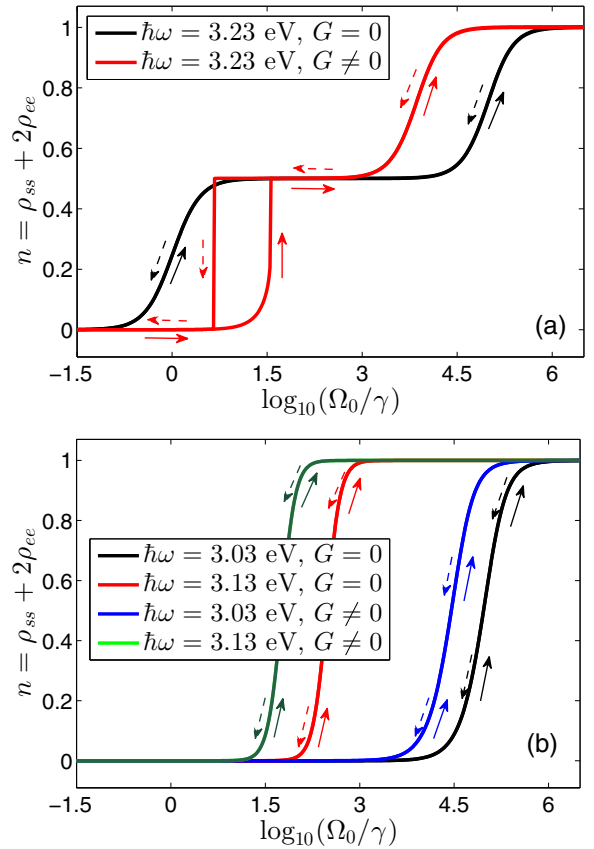 ℏω = 3.23 eV, G = 0
ℏω = 3.23 eV, G ≠ 0
n = ρss + 2ρee
1
0.8
0.6
0.4
0.2
0
(a)
−1.5 0 1.5 3 4.5 6
log10(Ω0/γ)
ℏω = 3.03 eV, G = 0
ℏω = 3.13 eV, G = 0
ℏω = 3.03 eV, G ≠ 0
ℏω = 3.13 eV, G ≠ 0
n = ρss + 2ρee
1
0.8
0.6
0.4
0.2
0
(b)
−1.5 0 1.5 3 4.5 6
log10(Ω0/γ)